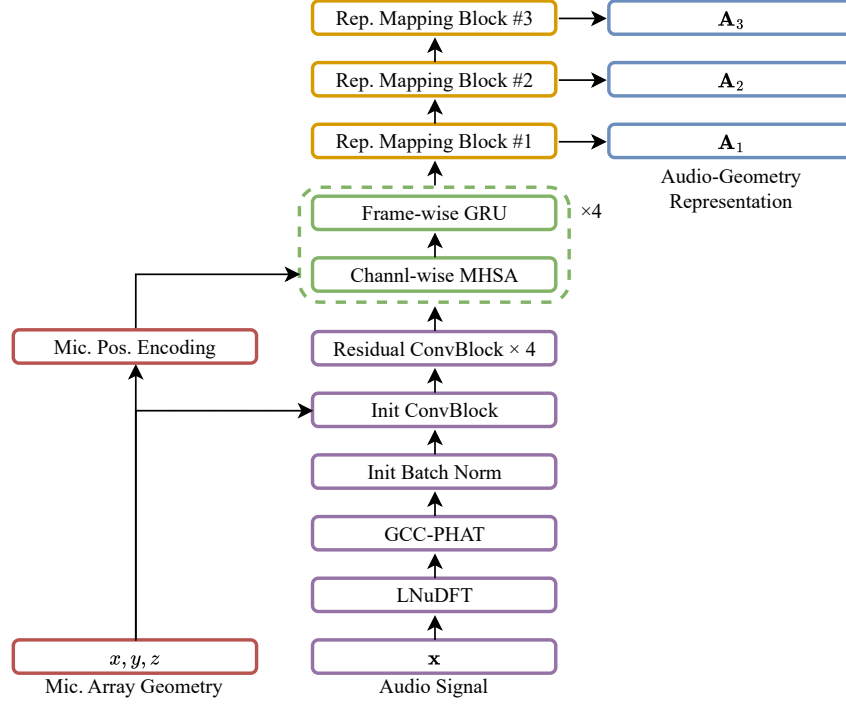 Rep. Mapping Block #3
A₃
Rep. Mapping Block #2
A₂
Rep. Mapping Block #1
A₁
Audio-Geometry
Representation
Frame-wise GRU
×4
Channl-wise MHSA
Mic. Pos. Encoding
Residual ConvBlock × 4
Init ConvBlock
Init Batch Norm
GCC-PHAT
LNuDFT
x, y, z
x
Mic. Array Geometry
Audio Signal